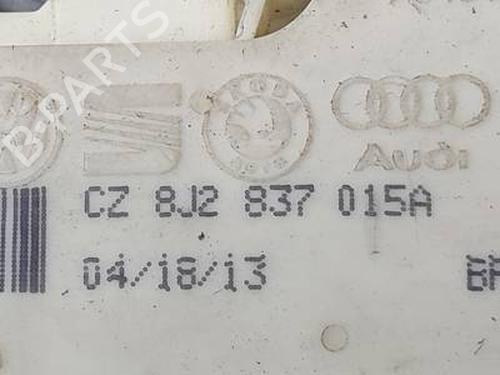 B-PARTS
SKODA
Audi
CZ 8J2 837 015A
04/18/13